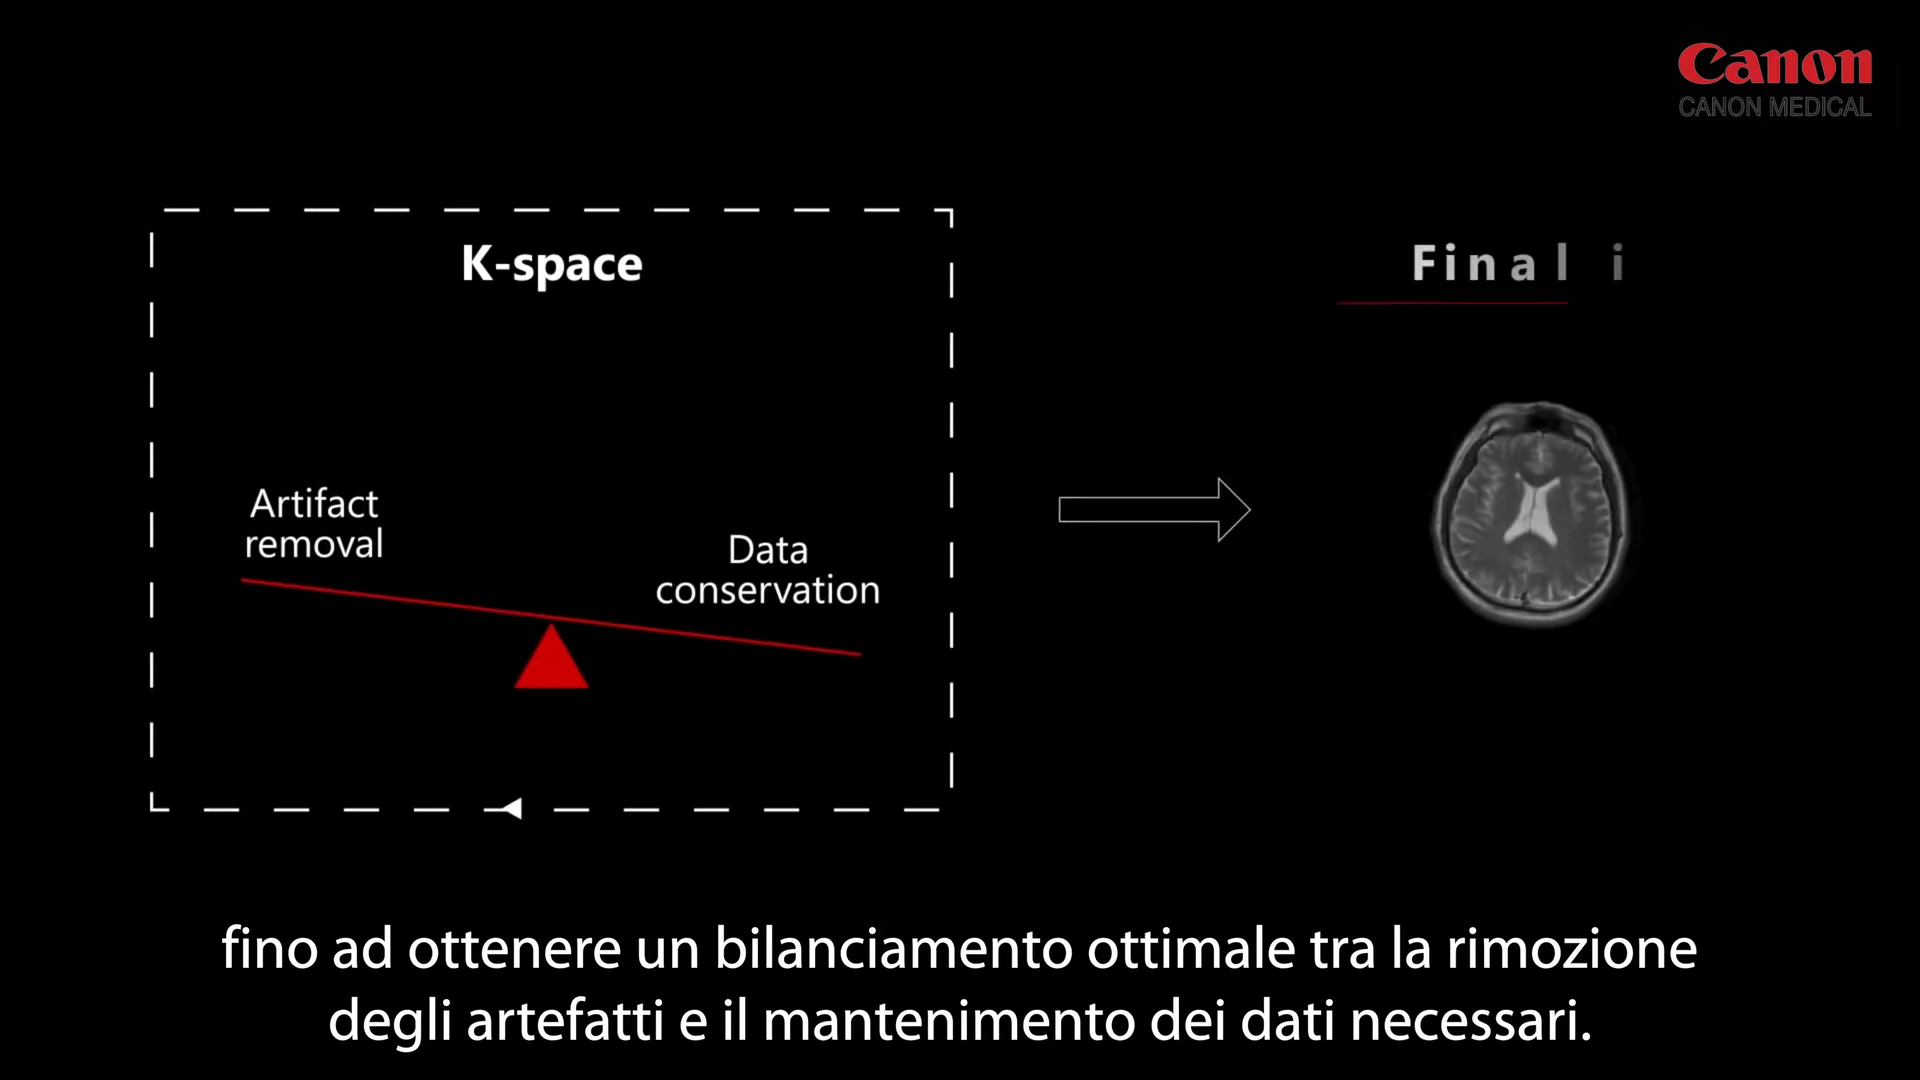 Canon
CANON MEDICAL
K-space
Final i
Artifact
removal
Data
conservation
fino ad ottenere un bilanciamento ottimale tra la rimozione
degli artefatti e il mantenimento dei dati necessari.